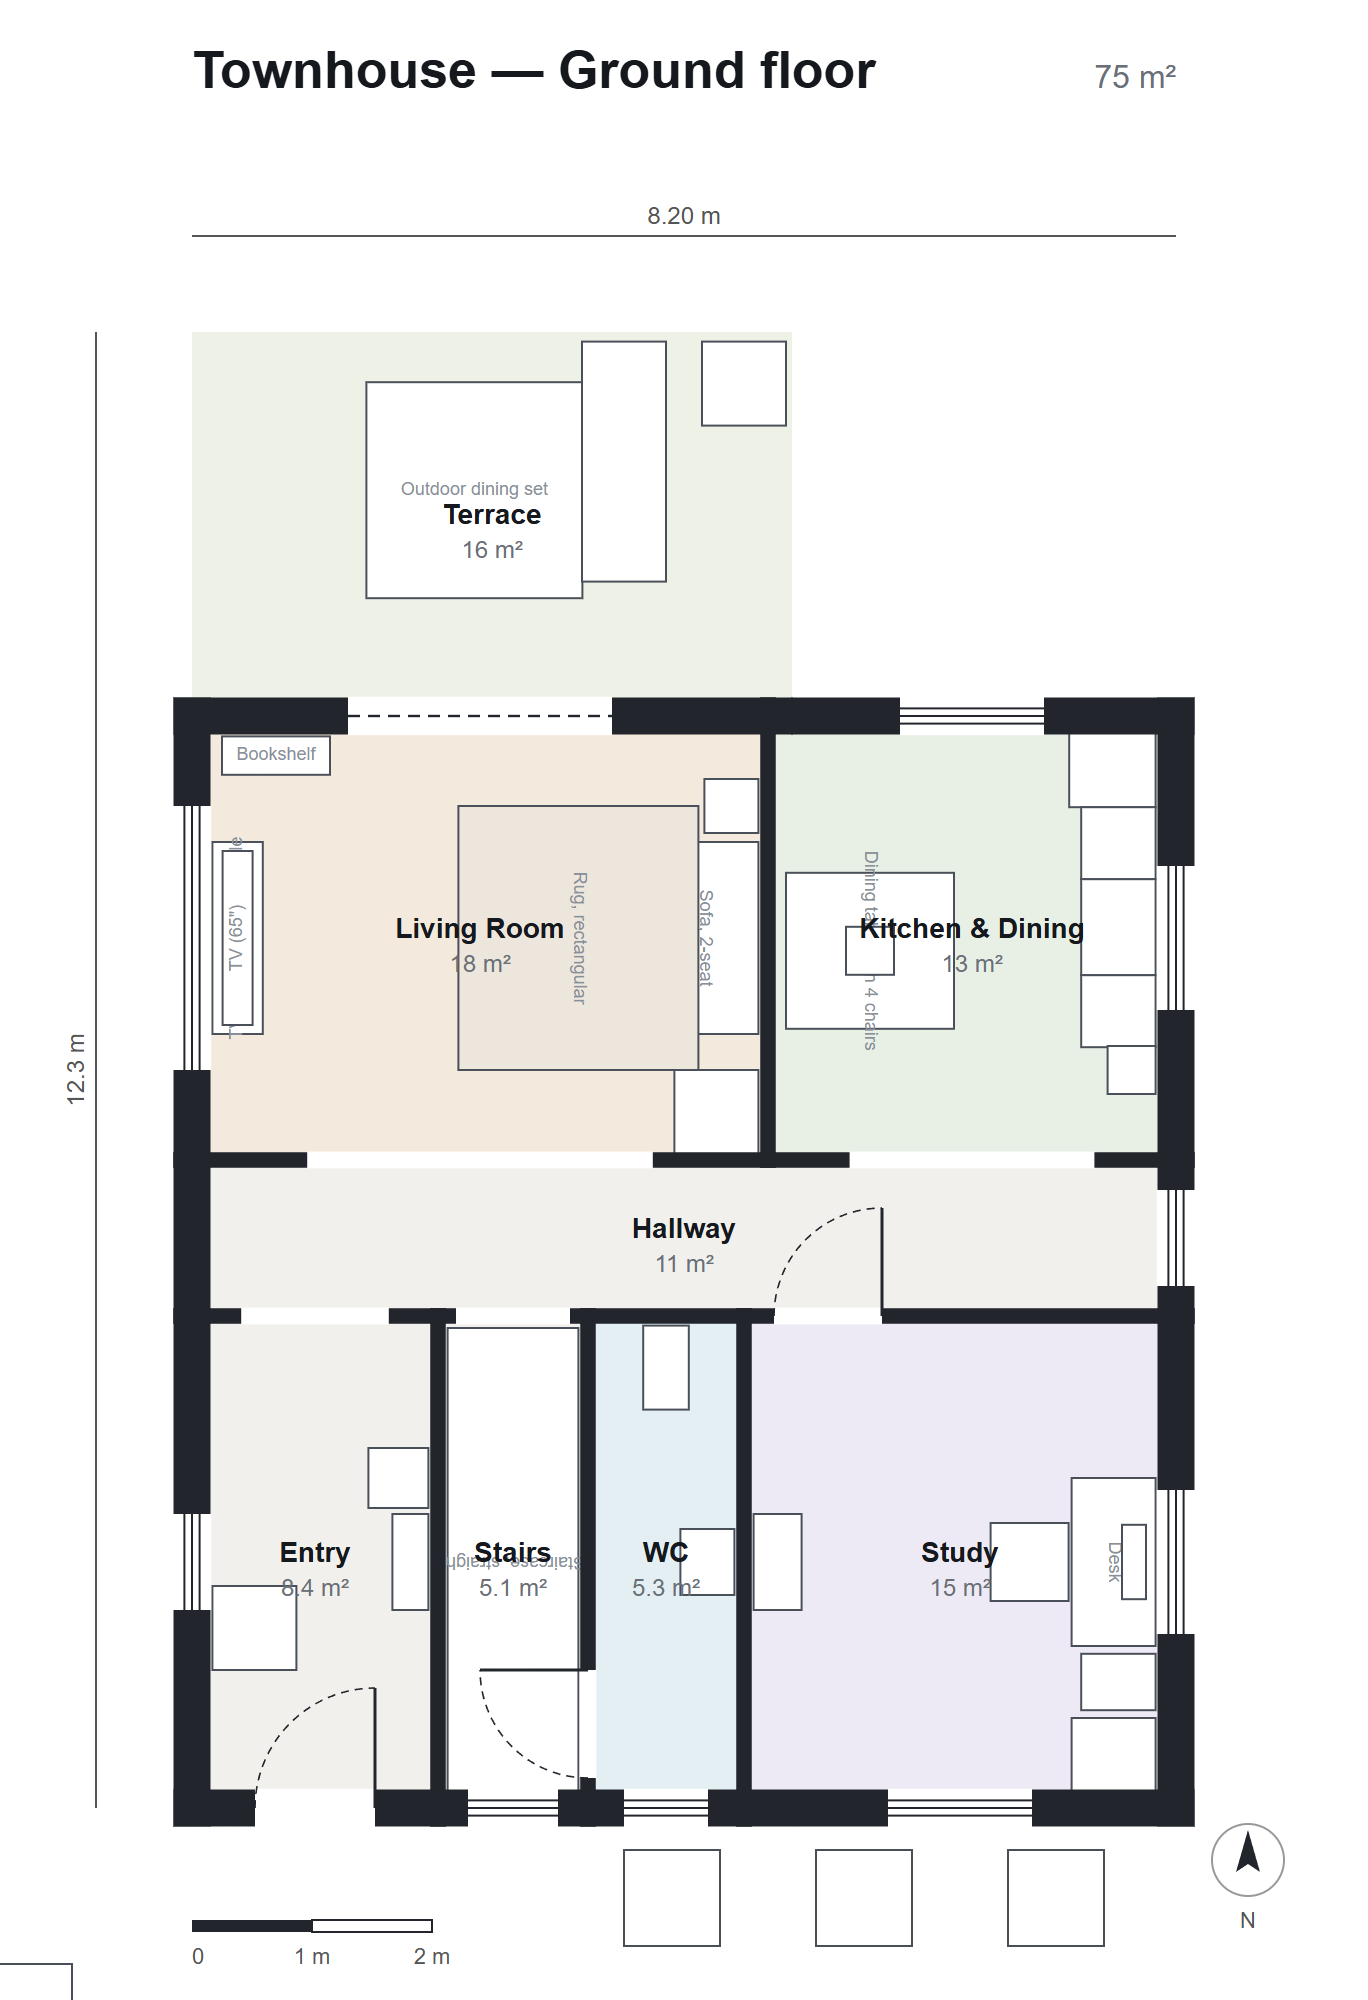 Townhouse — Ground floor
75 m²
8.20 m
12.3 m
Outdoor dining set
Terrace
16 m²
Bookshelf
TV (65")
Living Room
18 m²
Rug, rectangular
Sofa, 2-seat
Kitchen & Dining
13 m²
Dining
4 chairs
Hallway
11 m²
Entry
8.4 m²
Stairs
5.1 m²
WC
5.3 m²
Study
15 m²
Desk
0
1 m
2 m
N